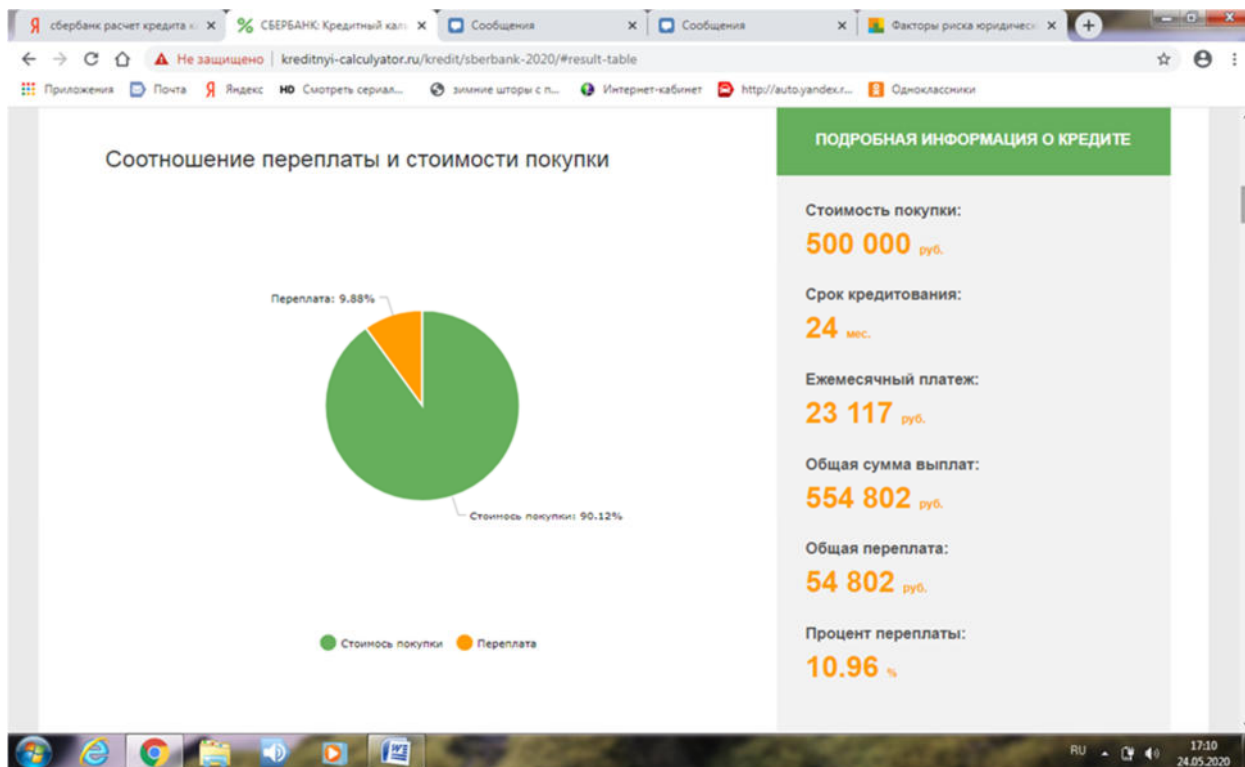 сбербанк расчет кредита к
СБЕРБАНК: Кредитный каль
Сообщения
Сообщения
Факторы риска юридическ
Не защищено
kreditnyi-calculyator.ru/kredit/sberbank-2020/#result-table
Приложения
Почта
Яндекс
HD Смотреть сериал...
зимние шторы с п...
Интернет-кабинет
http://auto.yandex.r...
Одноклассники
Соотношение переплаты и стоимости покупки
Переплата: 9.88%
Стоимось покупки: 90.12%
Стоимось покупки
Переплата
ПОДРОБНАЯ ИНФОРМАЦИЯ О КРЕДИТЕ
Стоимость покупки:
500 000 руб.
Срок кредитования:
24 мес.
Ежемесячный платеж:
23 117 руб.
Общая сумма выплат:
554 802 руб.
Общая переплата:
54 802 руб.
Процент переплаты:
10.96 %
RU
17:10
24.05.2020